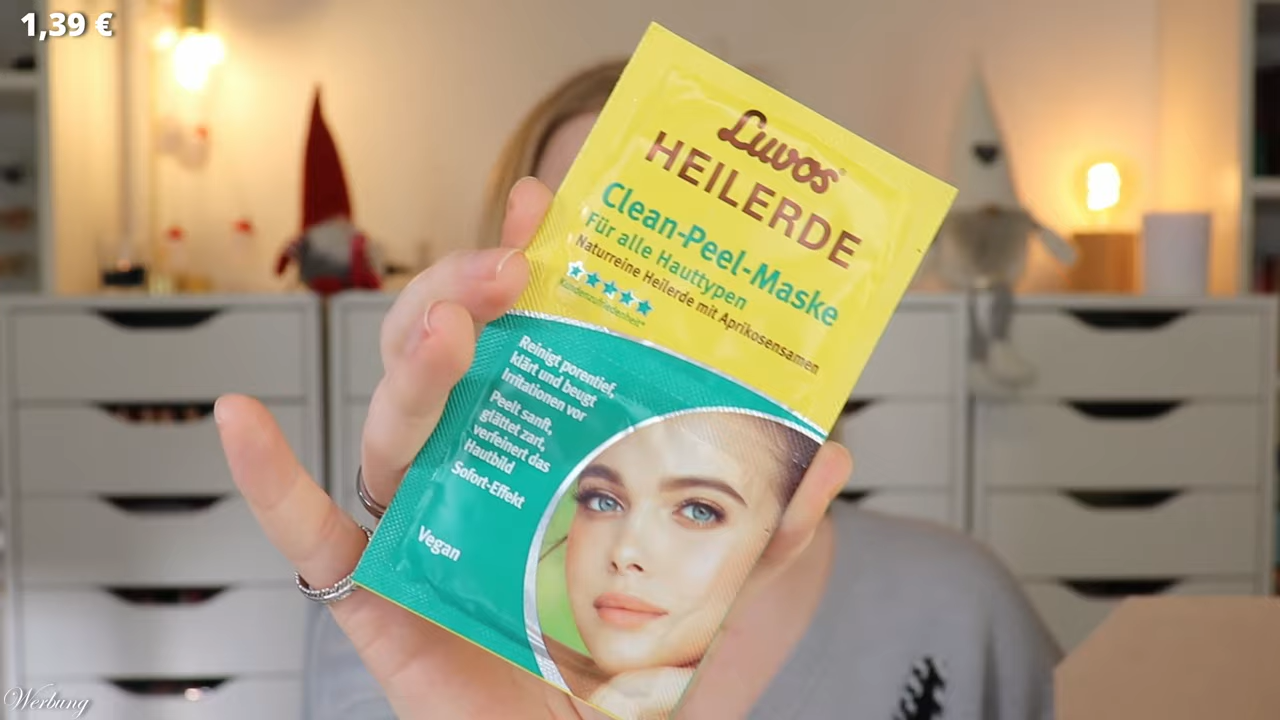 1,39 €
Luvos
HEILERDE
Clean-Peel-Maske
Für alle Hauttypen
Naturreine Heilerde mit Aprikosensamen
Kundenzufriedenheit*
Reinigt porentief,
klärt und beugt
Irritationen vor
Peelt sanft,
glättet zart,
verfeinert das
Hautbild
Sofort-Effekt
Vegan
Werbung